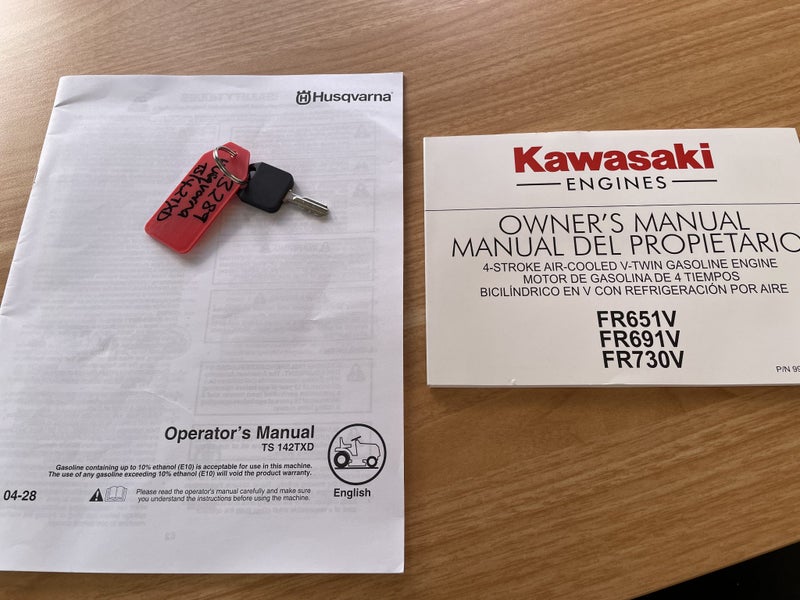 Husqvarna
3289
TS142TXD
Operator's Manual
TS 142TXD
Gasoline containing up to 10% ethanol (E10) is acceptable for use in this machine.
The use of any gasoline exceeding 10% ethanol (E10) will void the product warranty.
04-28
Please read the operator's manual carefully and make sure
you understand the instructions before using the machine.
English
Kawasaki
ENGINES
OWNER'S MANUAL
MANUAL DEL PROPIETARIO
4-STROKE AIR-COOLED V-TWIN GASOLINE ENGINE
MOTOR DE GASOLINA DE 4 TIEMPOS
BICILÍNDRICO EN V CON REFRIGERACIÓN POR AIRE
FR651V
FR691V
FR730V
P/N 99